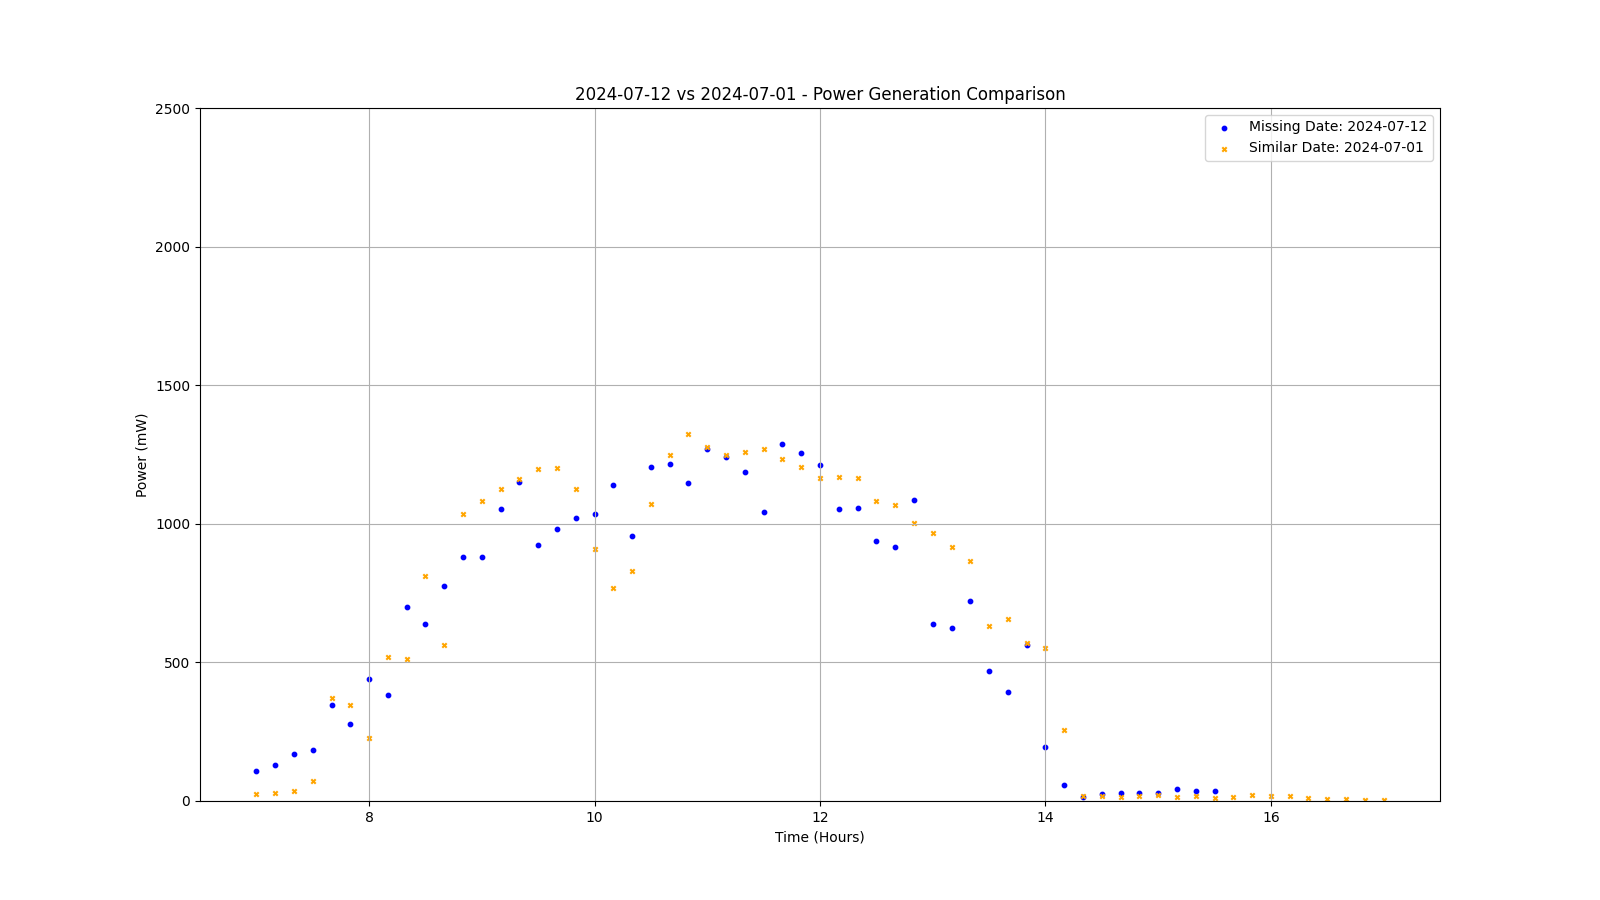 2024-07-12 vs 2024-07-01 - Power Generation Comparison
Missing Date: 2024-07-12
Similar Date: 2024-07-01
Power (mW)
2500
2000
1500
1000
500
0
8 10 12 14 16
Time (Hours)